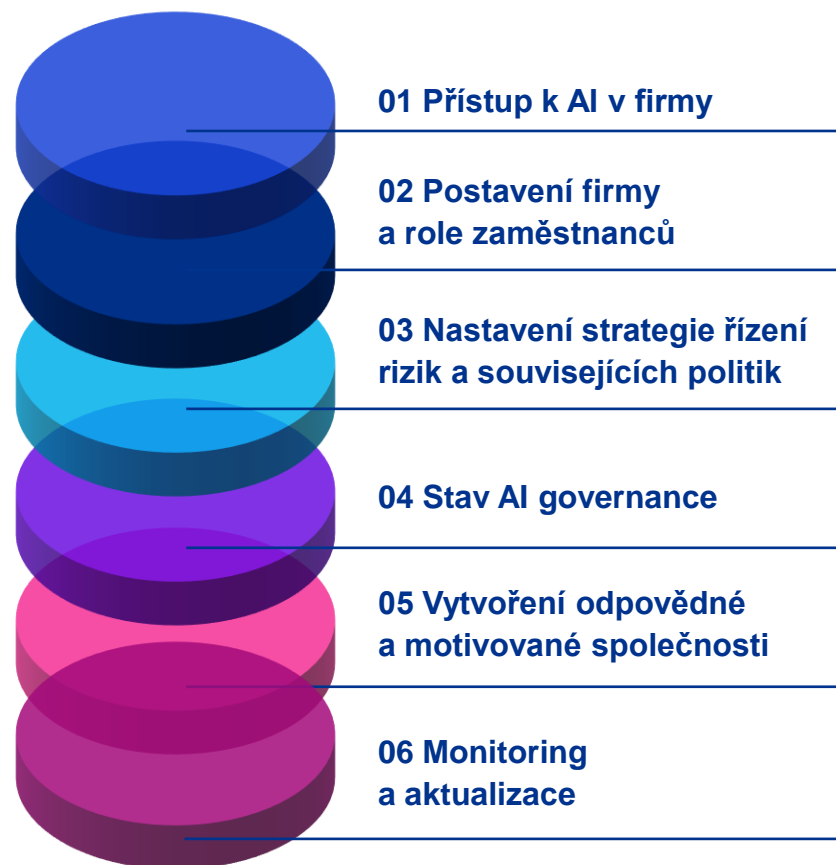 01 Přístup k AI v firmy
02 Postavení firmy
a role zaměstnanců
03 Nastavení strategie řízení
rizik a souvisejících politik
04 Stav AI governance
05 Vytvoření odpovědné
a motivované společnosti
06 Monitoring
a aktualizace